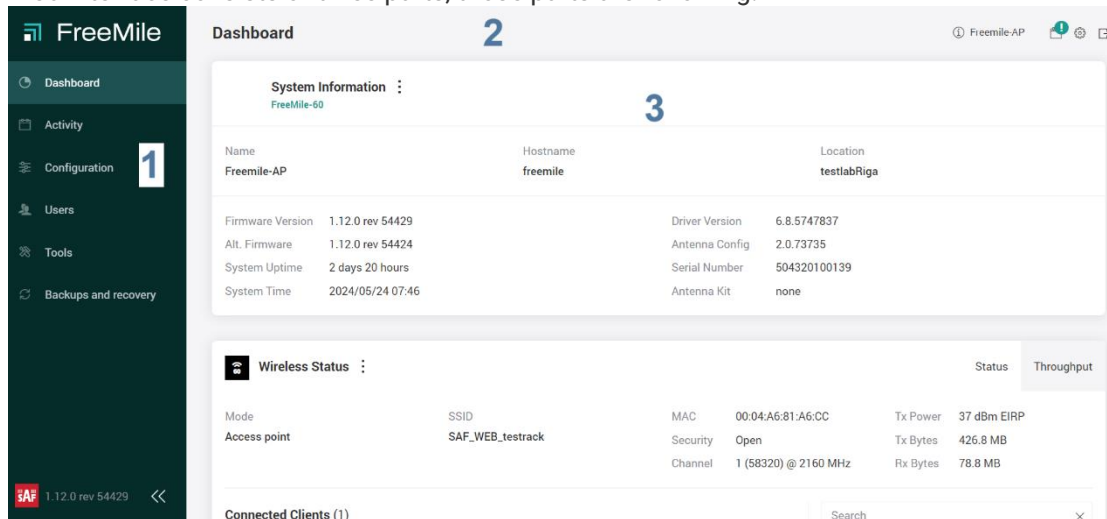 FreeMile
Dashboard
2
Freemile-AP
Dashboard
Activity
Configuration
1
Users
Tools
Backups and recovery
SAF
1.12.0 rev 54429
System Information
FreeMile-60
3
Name
Freemile-AP
Hostname
freemile
Location
testlabRiga
Firmware Version 1.12.0 rev 54429
Alt. Firmware 1.12.0 rev 54424
System Uptime 2 days 20 hours
System Time 2024/05/24 07:46
Driver Version 6.8.5747837
Antenna Config 2.0.73735
Serial Number 504320100139
Antenna Kit none
Wireless Status
Status
Throughput
Mode
Access point
SSID
SAF_WEB_testrack
MAC 00:04:A6:81:A6:CC
Security Open
Channel 1 (58320) @ 2160 MHz
Tx Power 37 dBm EIRP
Tx Bytes 426.8 MB
Rx Bytes 78.8 MB
Connected Clients (1)
Search